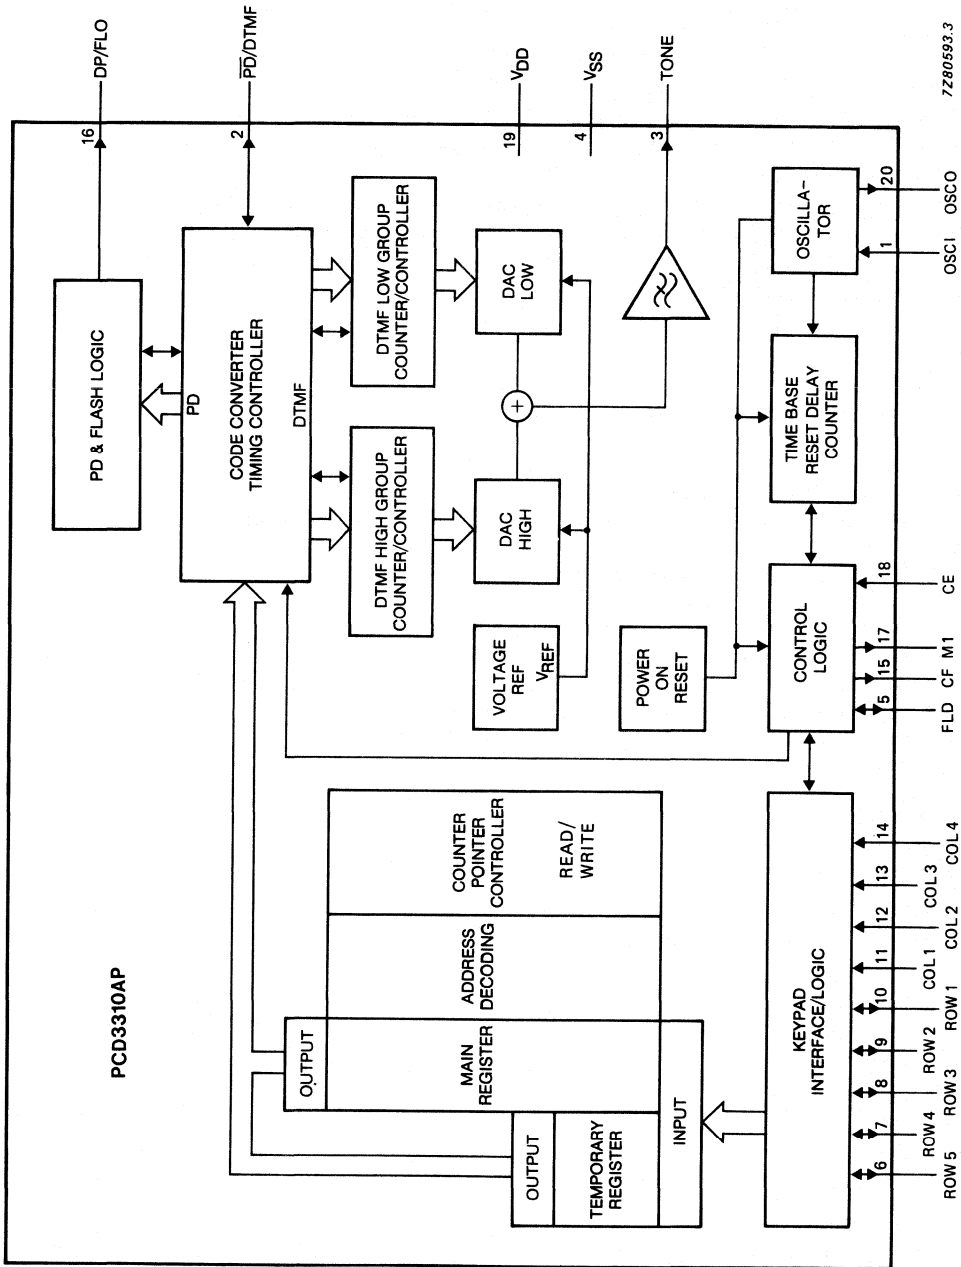 PCD3310AP
16
DP/FLO
2
PD/DTMF
19
VDD
4
VSS
3
TONE
PD & FLASH LOGIC
PD
CODE CONVERTER
TIMING CONTROLLER
DTMF
DTMF HIGH GROUP
COUNTER/CONTROLLER
DTMF LOW GROUP
COUNTER/CONTROLLER
DAC
HIGH
+
DAC
LOW
VOLTAGE
REF
VREF
POWER
ON
RESET
OUTPUT
MAIN
REGISTER
ADDRESS
DECODING
COUNTER
POINTER
CONTROLLER
READ/
WRITE
OUTPUT
TEMPORARY
REGISTER
INPUT
KEYPAD
INTERFACE/LOGIC
CONTROL
LOGIC
TIME BASE
RESET DELAY
COUNTER
OSCILLA-
TOR
6
7
8
9
10
11
12
13
14
5
15
17
18
1
20
ROW 5
ROW 4
ROW 3
ROW 2
ROW 1
COL 1
COL 2
COL 3
COL 4
FLD
CF
M1
CE
OSCI
OSCO
7Z80593.3